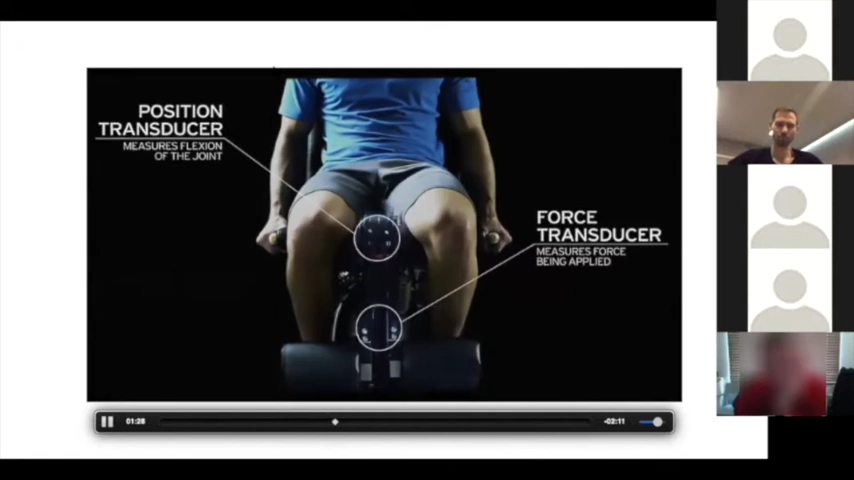 POSITION
TRANSDUCER
MEASURES FLEXION
OF THE JOINT
FORCE
TRANSDUCER
MEASURES FORCE
BEING APPLIED
01:28
-02:11